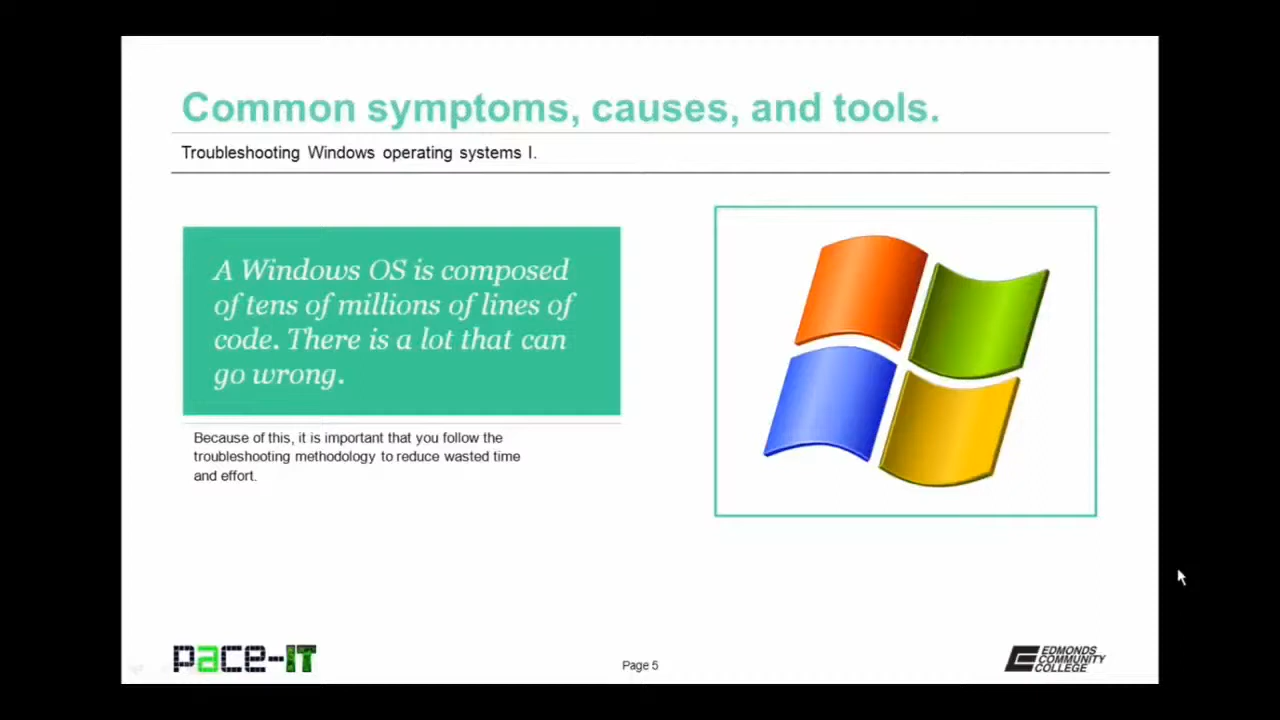 Common symptoms, causes, and tools.
Troubleshooting Windows operating systems I.
A Windows OS is composed
of tens of millions of lines of
code. There is a lot that can
go wrong.
Because of this, it is important that you follow the
troubleshooting methodology to reduce wasted time
and effort.
pace-IT
Page 5
EDMONDS
COMMUNITY
COLLEGE